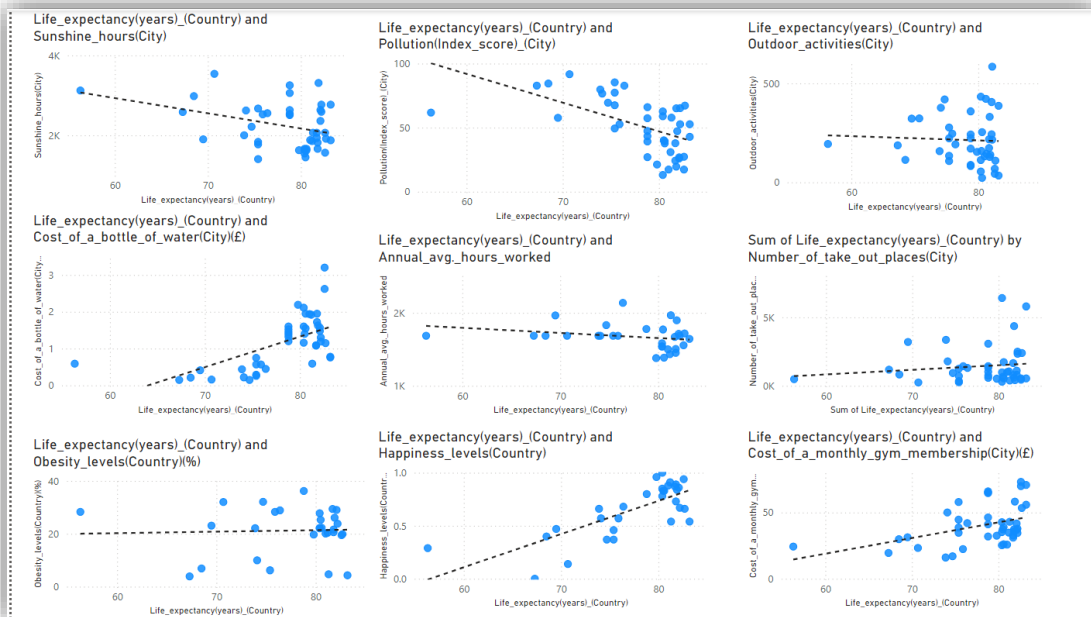 Life_expectancy(years)_(Country) and
Sunshine_hours(City)
Sunshine_hours(City)
4K
2K
60
70
80
Life_expectancy(years)_(Country)
Life_expectancy(years)_(Country) and
Pollution(Index_score)_(City)
Pollution(Index_score)_(City)
100
50
0
60
70
80
Life_expectancy(years)_(Country)
Life_expectancy(years)_(Country) and
Outdoor_activities(City)
Outdoor_activities(City)
500
0
60
80
Life_expectancy(years)_(Country)
Life_expectancy(years)_(Country) and
Cost_of_a_bottle_of_water(City)(£)
Cost_of_a_bottle_of_water(City...
3
2
1
0
60
70
80
Life_expectancy(years)_(Country)
Life_expectancy(years)_(Country) and
Annual_avg._hours_worked
Annual_avg._hours_worked
2K
1K
60
70
80
Life_expectancy(years)_(Country)
Sum of Life_expectancy(years)_(Country) by
Number_of_take_out_places(City)
Number_of_take_out_plac...
5K
0K
60
70
80
Sum of Life_expectancy(years)_(Country)
Life_expectancy(years)_(Country) and
Obesity_levels(Country)(%)
Obesity_levels(Country)(%)
40
20
0
60
70
80
Life_expectancy(years)_(Country)
Life_expectancy(years)_(Country) and
Happiness_levels(Country)
Happiness_levels(Countr...
1.0
0.5
0.0
60
70
80
Life_expectancy(years)_(Country)
Life_expectancy(years)_(Country) and
Cost_of_a_monthly_gym_membership(City)(£)
Cost_of_a_monthly_gym...
50
0
60
70
80
Life_expectancy(years)_(Country)